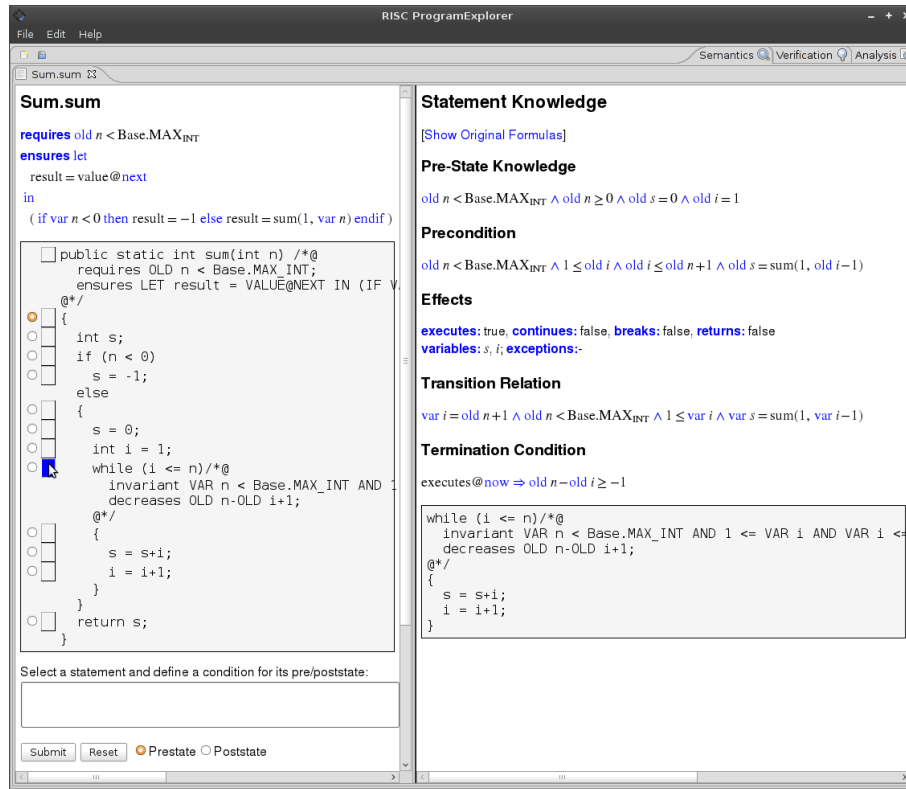 RISC ProgramExplorer
File Edit Help
Semantics Verification Analysis
Sum.sum
Sum.sum
requires old n < Base.MAX_INT
ensures let
result = value@next
in
( if var n < 0 then result = −1 else result = sum(1, var n) endif )
public static int sum(int n) /*@
requires OLD n < Base.MAX_INT;
ensures LET result = VALUE@NEXT IN (IF V
@*/
{
int s;
if (n < 0)
s = -1;
else
{
s = 0;
int i = 1;
while (i <= n)/*@
invariant VAR n < Base.MAX_INT AND 1
decreases OLD n-OLD i+1;
@*/
{
s = s+i;
i = i+1;
}
}
return s;
}
Select a statement and define a condition for its pre/poststate:
Submit Reset Prestate Poststate
Statement Knowledge
[Show Original Formulas]
Pre-State Knowledge
old n < Base.MAX_INT ∧ old n ≥ 0 ∧ old s = 0 ∧ old i = 1
Precondition
old n < Base.MAX_INT ∧ 1 ≤ old i ∧ old i ≤ old n+1 ∧ old s = sum(1, old i−1)
Effects
executes: true, continues: false, breaks: false, returns: false
variables: s, i; exceptions:-
Transition Relation
var i = old n+1 ∧ old n < Base.MAX_INT ∧ 1 ≤ var i ∧ var s = sum(1, var i−1)
Termination Condition
executes@now ⇒ old n−old i ≥ −1
while (i <= n)/*@
invariant VAR n < Base.MAX_INT AND 1 <= VAR i AND VAR i <=
decreases OLD n-OLD i+1;
@*/
{
s = s+i;
i = i+1;
}